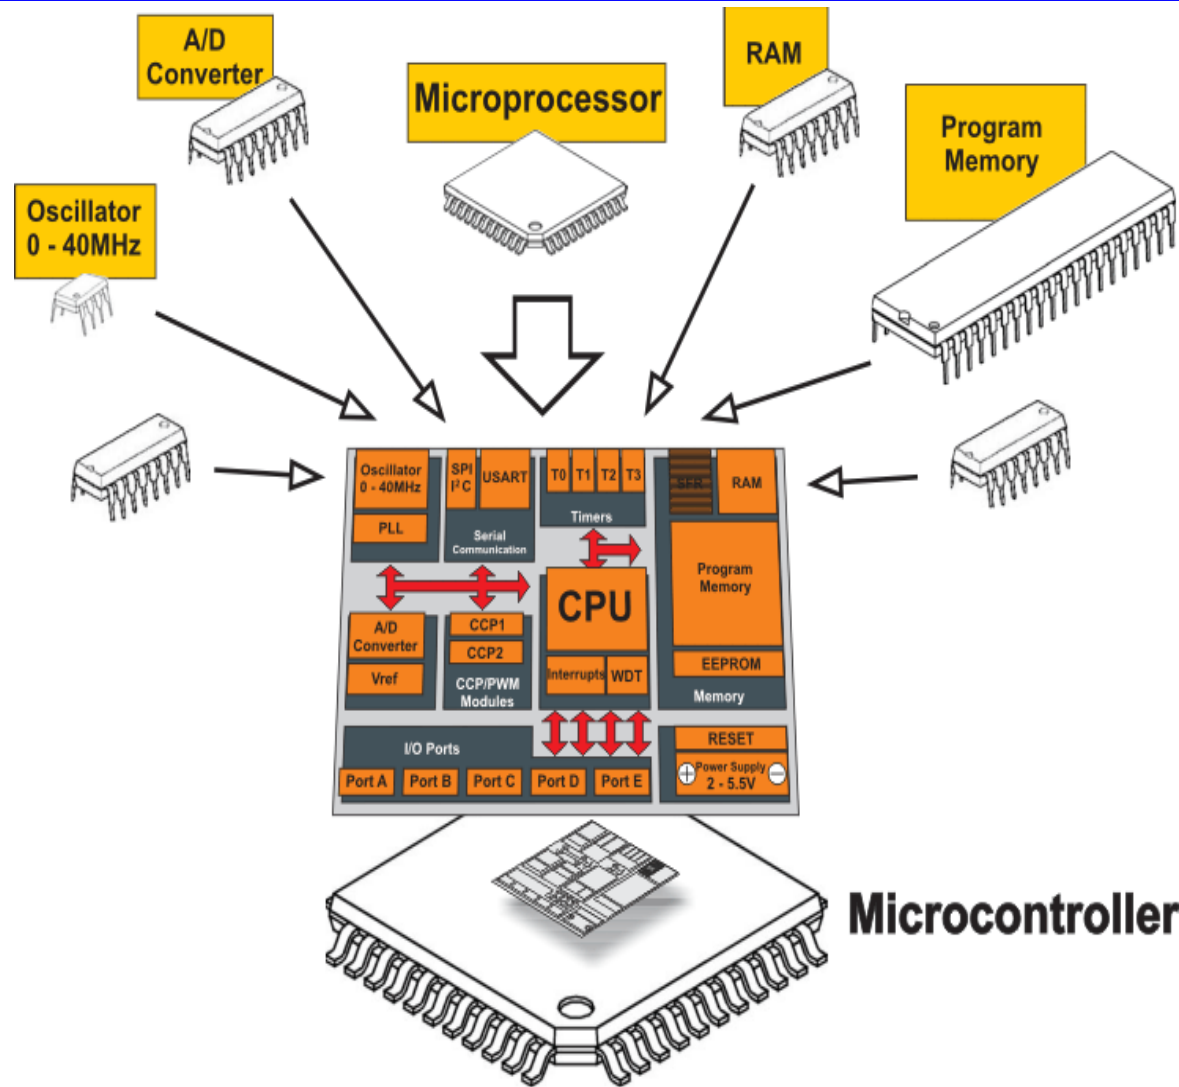 A/D
Converter
Microprocessor
RAM
Program
Memory
Oscillator
0 - 40MHz
Oscillator
0 - 40MHz
PLL
SPI
I²C
USART
Serial
Communication
T0
T1
T2
T3
Timers
SFR
RAM
Program
Memory
EEPROM
Memory
CPU
Interrupts
WDT
A/D
Converter
Vref
CCP1
CCP2
CCP/PWM
Modules
I/O Ports
Port A
Port B
Port C
Port D
Port E
RESET
+ Power Supply -
2 - 5.5V
Microcontroller